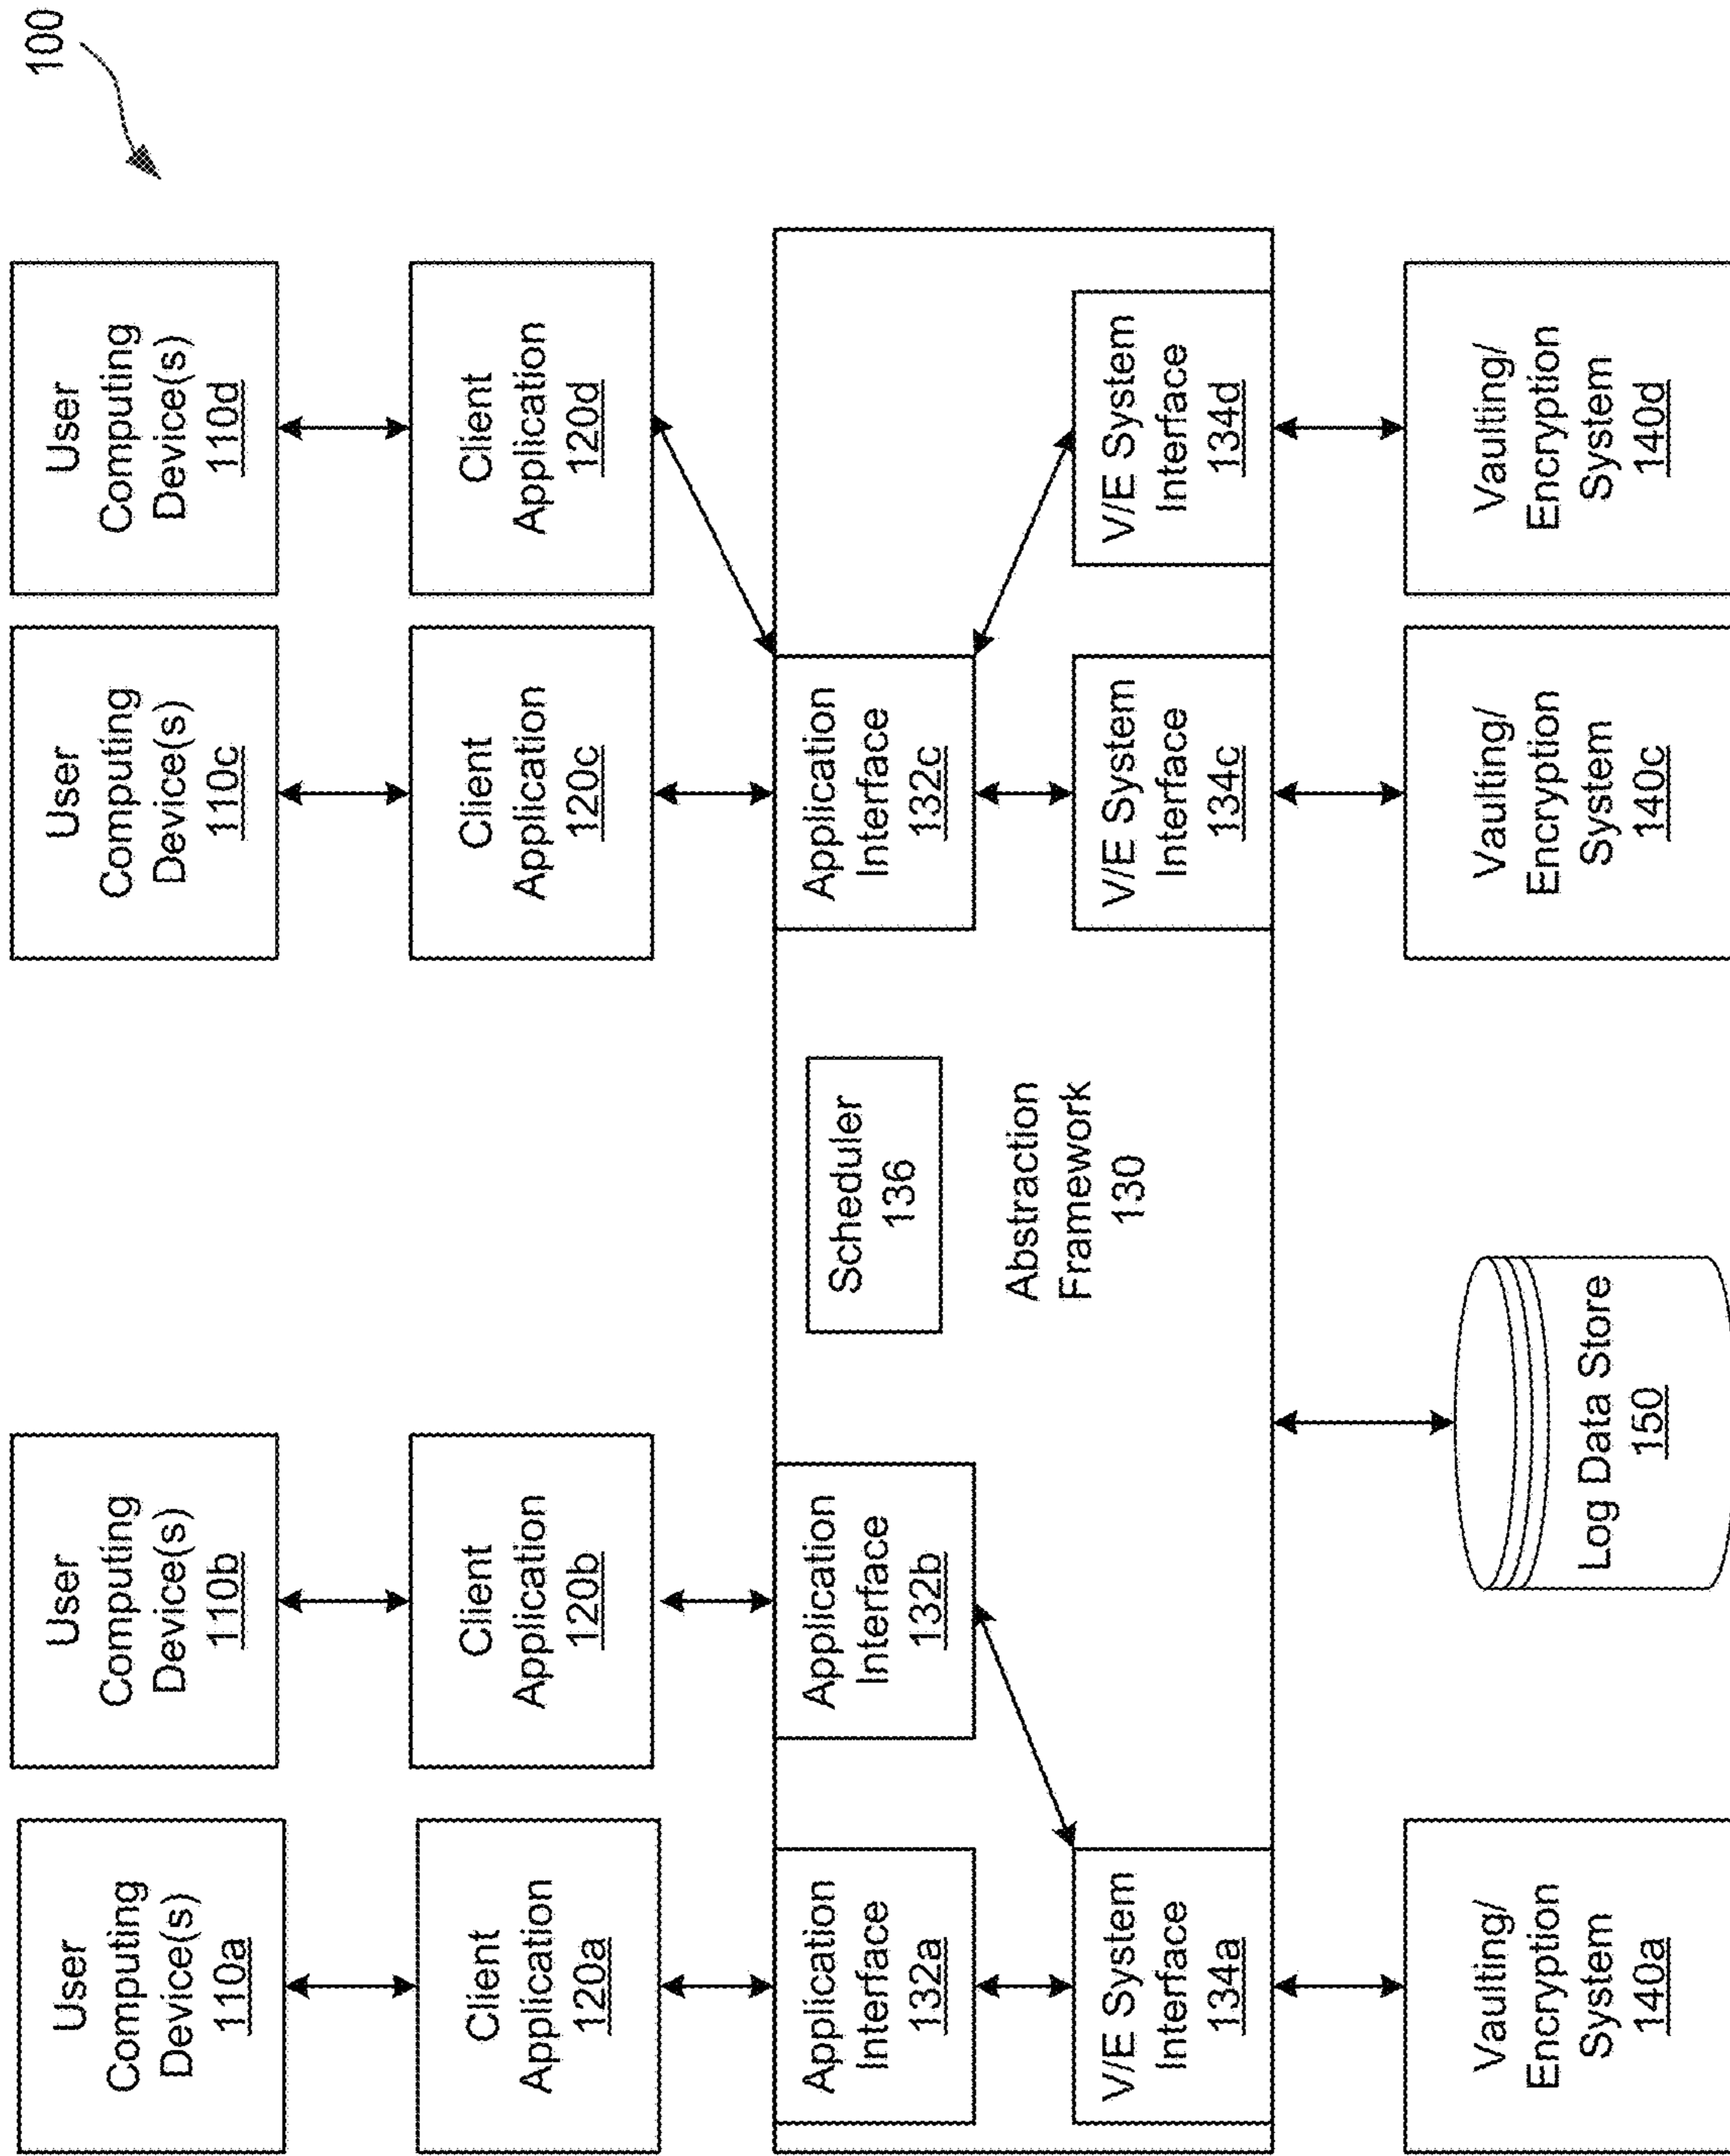 100
User
Computing
Device(s)
110a
User
Computing
Device(s)
110b
User
Computing
Device(s)
110c
User
Computing
Device(s)
110d
Client
Application
120a
Client
Application
120b
Client
Application
120c
Client
Application
120d
Application
Interface
132a
Application
Interface
132b
Scheduler
136
Application
Interface
132c
Abstraction
Framework
130
V/E System
Interface
134a
V/E System
Interface
134c
V/E System
Interface
134d
Vaulting/
Encryption
System
140a
Log Data Store
150
Vaulting/
Encryption
System
140c
Vaulting/
Encryption
System
140d